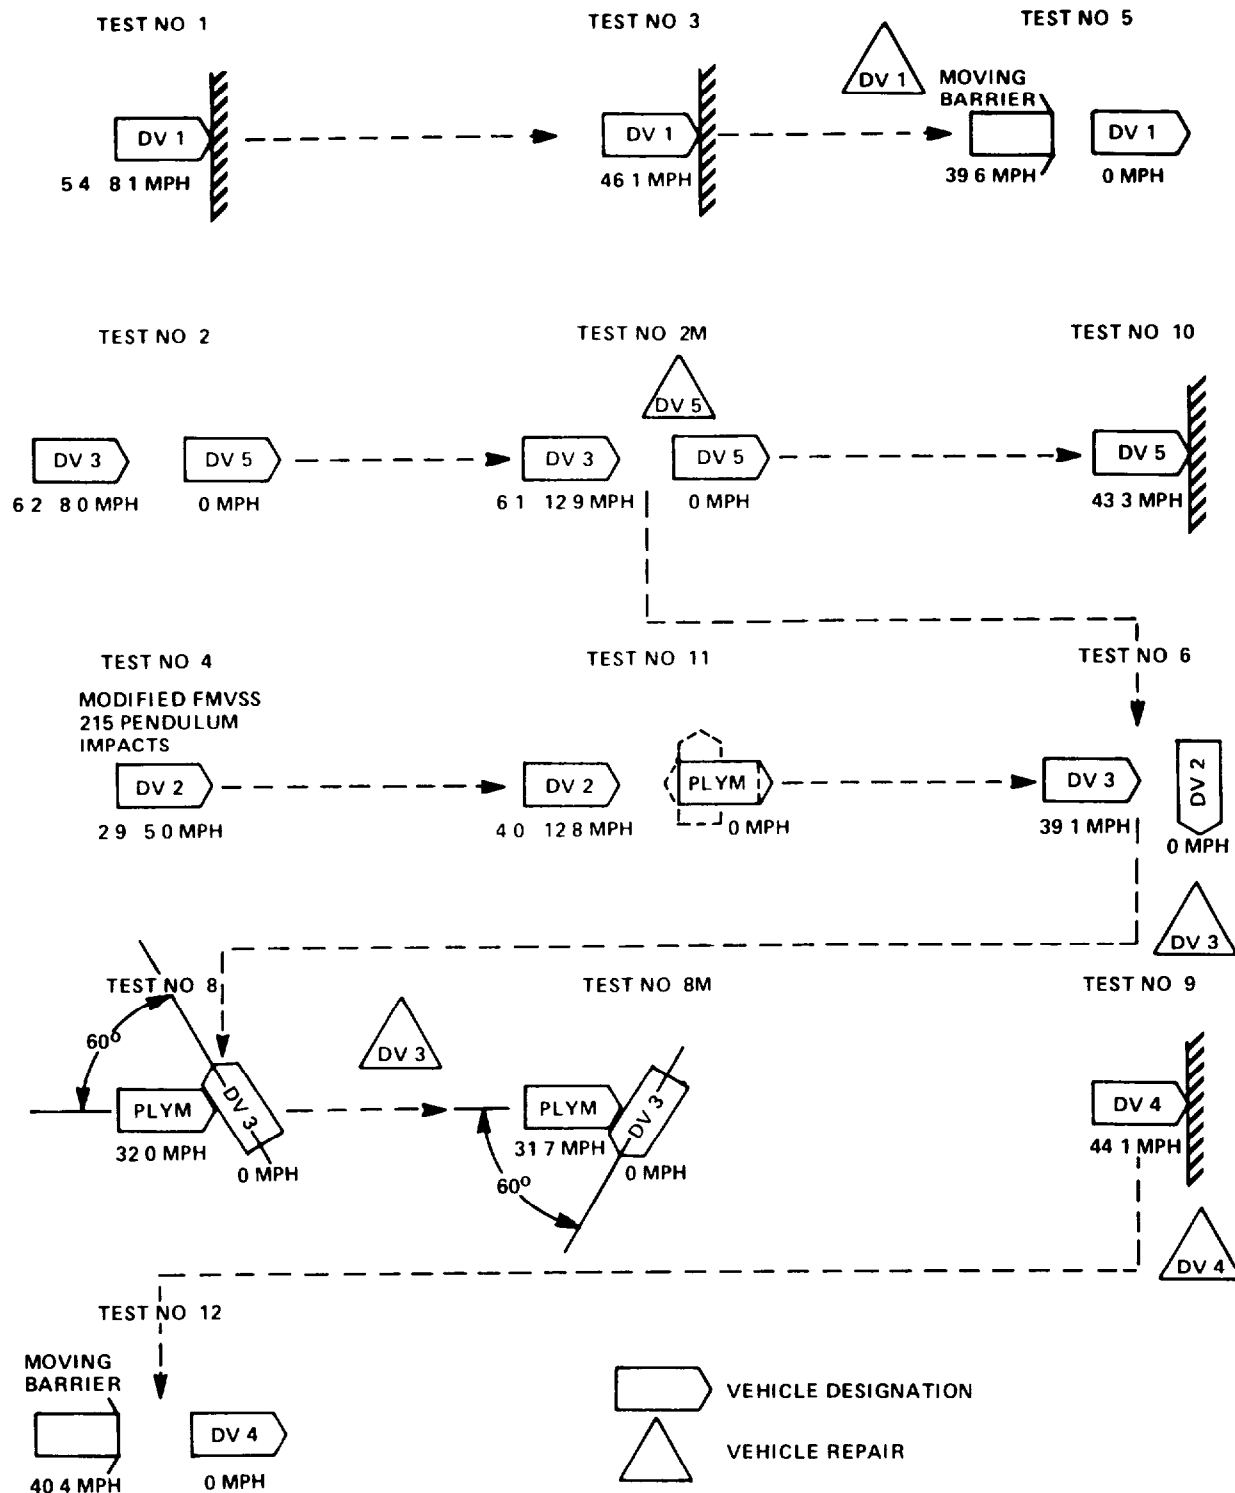 TEST NO 1
TEST NO 3
TEST NO 5
DV 1
MOVING
BARRIER
DV 1
DV 1
DV 1
5 4 8 1 MPH
46 1 MPH
39 6 MPH
0 MPH
TEST NO 2
TEST NO 2M
TEST NO 10
DV 5
DV 3
DV 5
DV 3
DV 5
DV 5
6 2 8 0 MPH
0 MPH
6 1 12 9 MPH
0 MPH
43 3 MPH
TEST NO 4
TEST NO 11
TEST NO 6
MODIFIED FMVSS
215 PENDULUM
IMPACTS
DV 2
DV 2
PLYM
DV 3
DV 2
2 9 5 0 MPH
4 0 12 8 MPH
0 MPH
39 1 MPH
0 MPH
DV 3
TEST NO 8
TEST NO 8M
TEST NO 9
60o
DV 3
PLYM
DV 3
PLYM
DV 3
DV 4
32 0 MPH
0 MPH
31 7 MPH
0 MPH
44 1 MPH
60o
DV 4
TEST NO 12
MOVING
BARRIER
DV 4
40 4 MPH
0 MPH
VEHICLE DESIGNATION
VEHICLE REPAIR